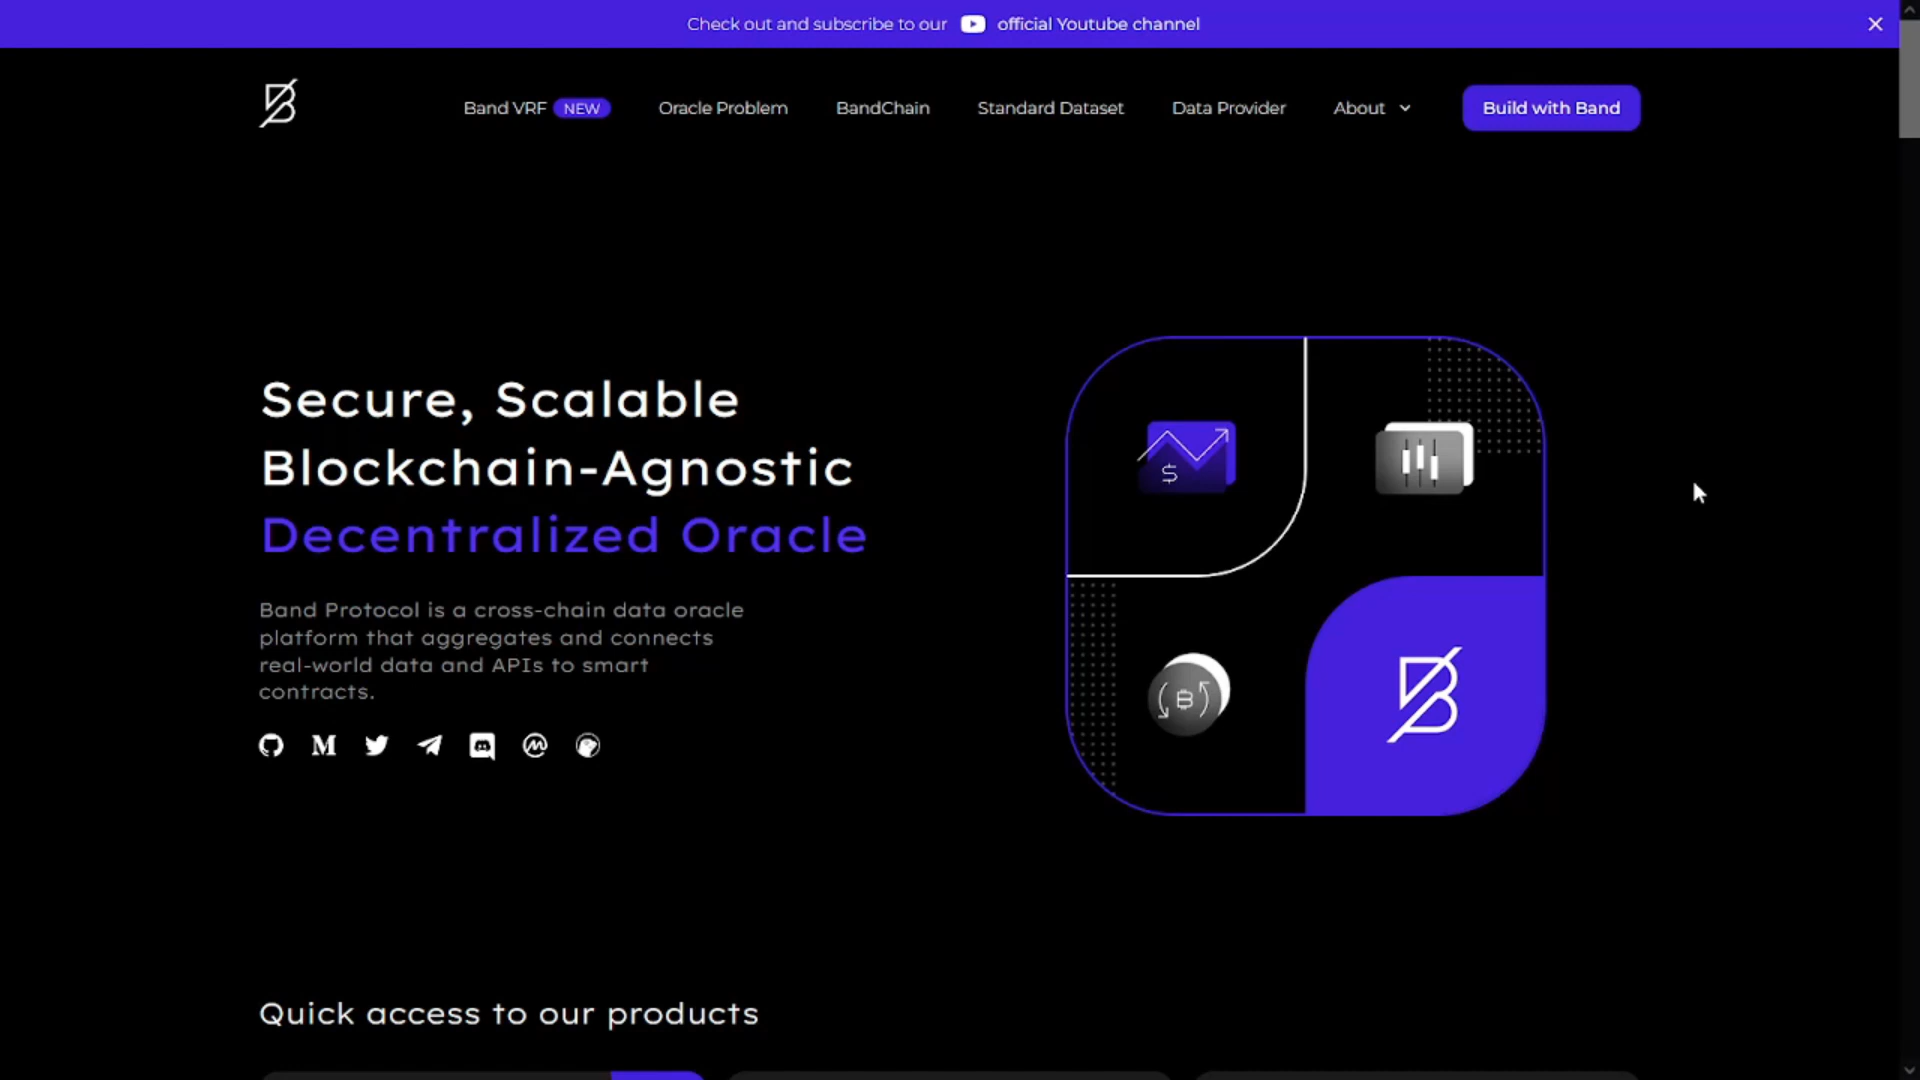 Check out and subscribe to our official Youtube channel
Band VRF NEW Oracle Problem BandChain Standard Dataset Data Provider About Build with Band
Secure, Scalable
Blockchain-Agnostic
Decentralized Oracle
Band Protocol is a cross-chain data oracle
platform that aggregates and connects
real-world data and APIs to smart
contracts.
Quick access to our products